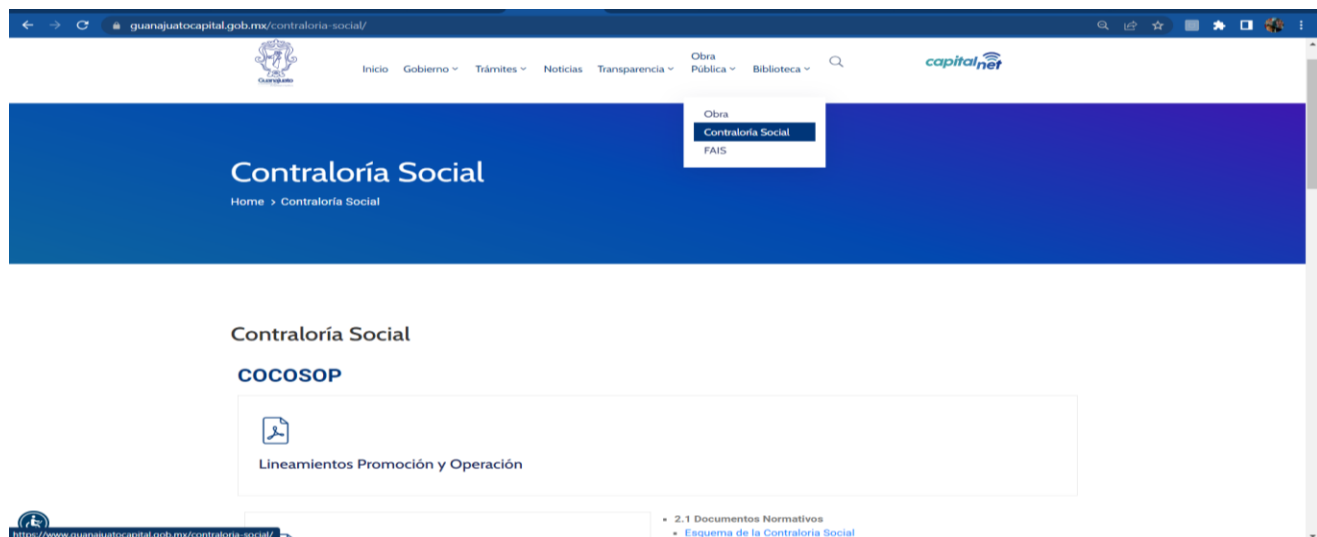 guanajuatocapital.gob.mx/contraloria-social/
Guanajuato
Inicio Gobierno Trámites Noticias Transparencia Obra Pública Biblioteca
capitalnet
Obra
Contraloría Social
FAIS
Contraloría Social
Home > Contraloría Social
Contraloría Social
COCOSOP
Lineamientos Promoción y Operación
2.1 Documentos Normativos
Esquema de la Contraloria Social
https://www.guanajuatocapital.gob.mx/contraloria-social/